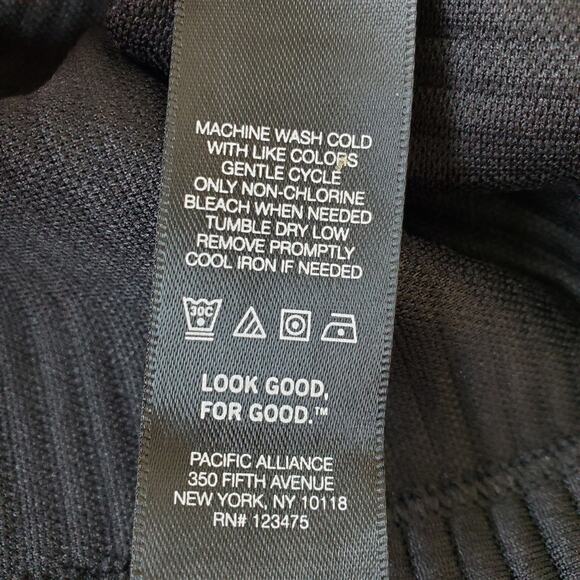 MACHINE WASH COLD
WITH LIKE COLORS
GENTLE CYCLE
ONLY NON-CHLORINE
BLEACH WHEN NEEDED
TUMBLE DRY LOW
REMOVE PROMPTLY
COOL IRON IF NEEDED
30C
LOOK GOOD,
FOR GOOD.™
PACIFIC ALLIANCE
350 FIFTH AVENUE
NEW YORK, NY 10118
RN# 123475